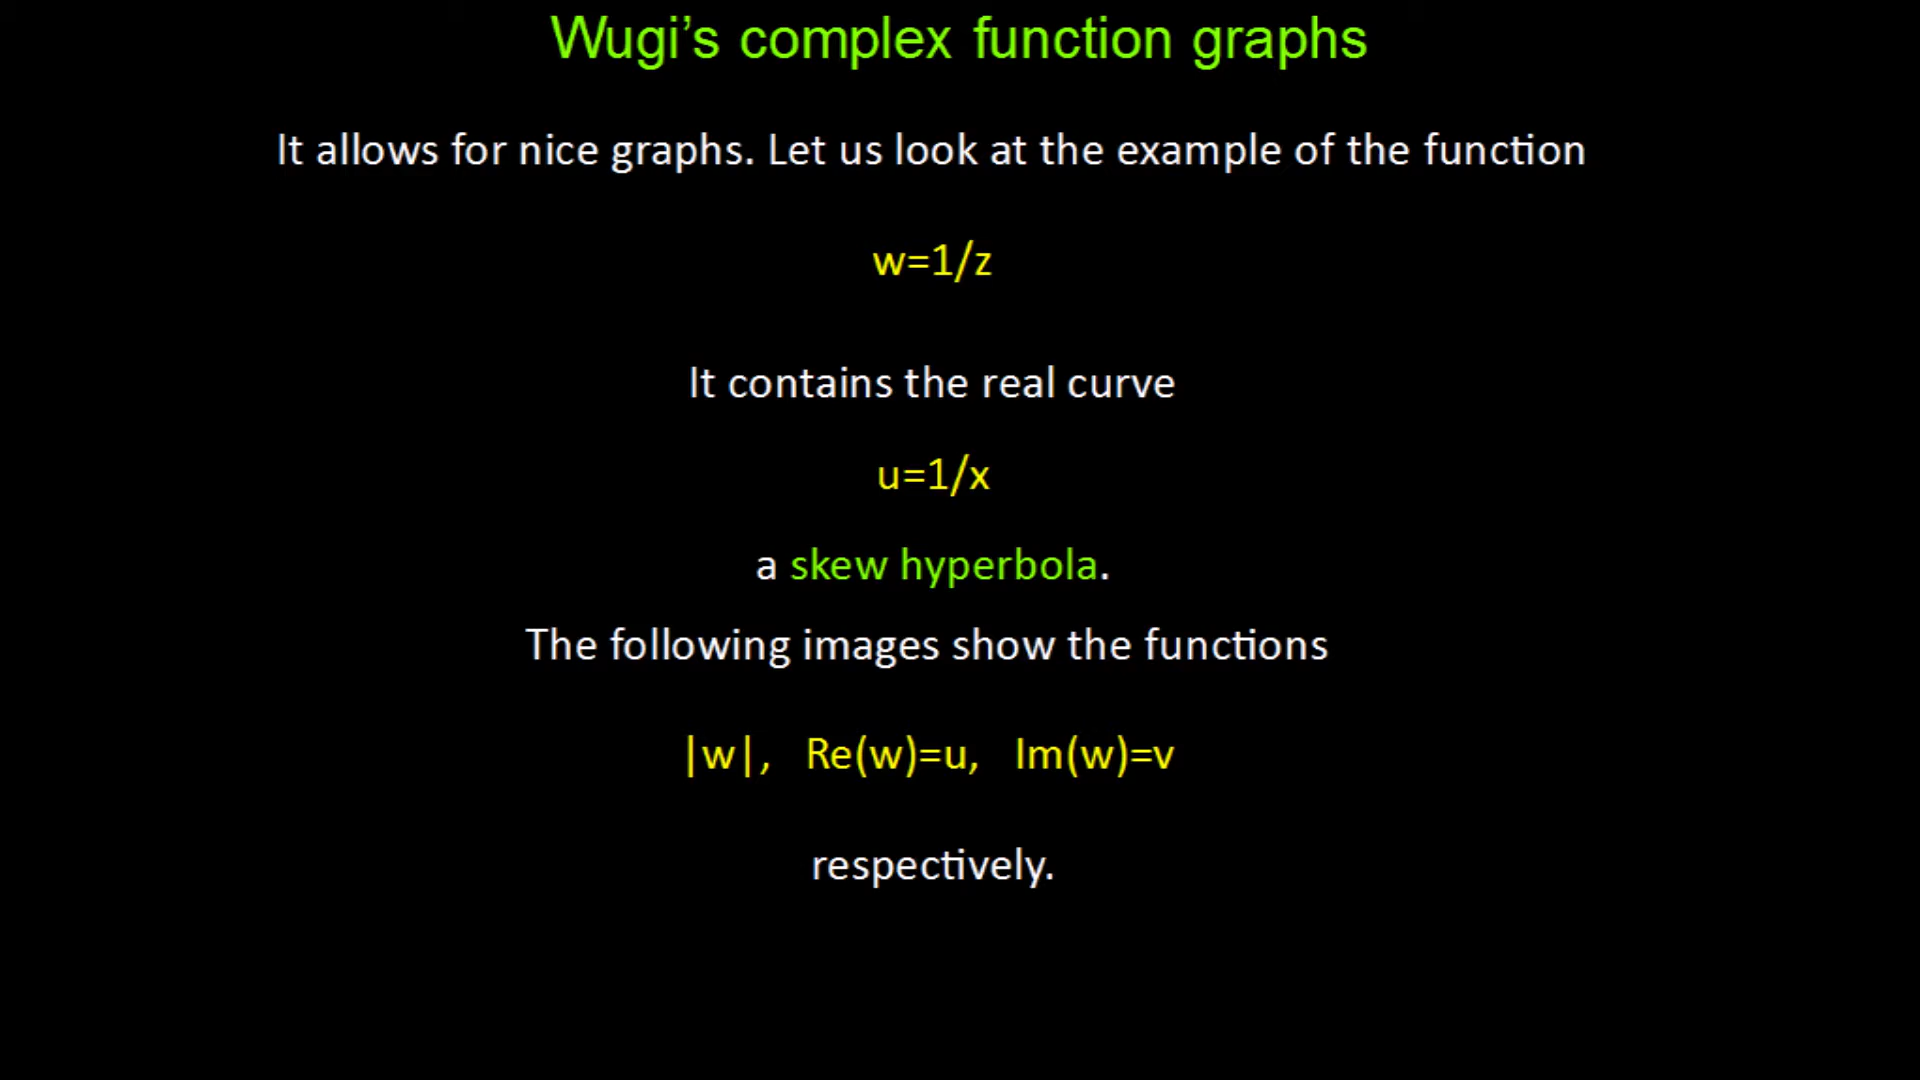 Wugi’s complex function graphs
It allows for nice graphs. Let us look at the example of the function
w=1/z
It contains the real curve
u=1/x
a skew hyperbola.
The following images show the functions
|w|, Re(w)=u, Im(w)=v
respectively.